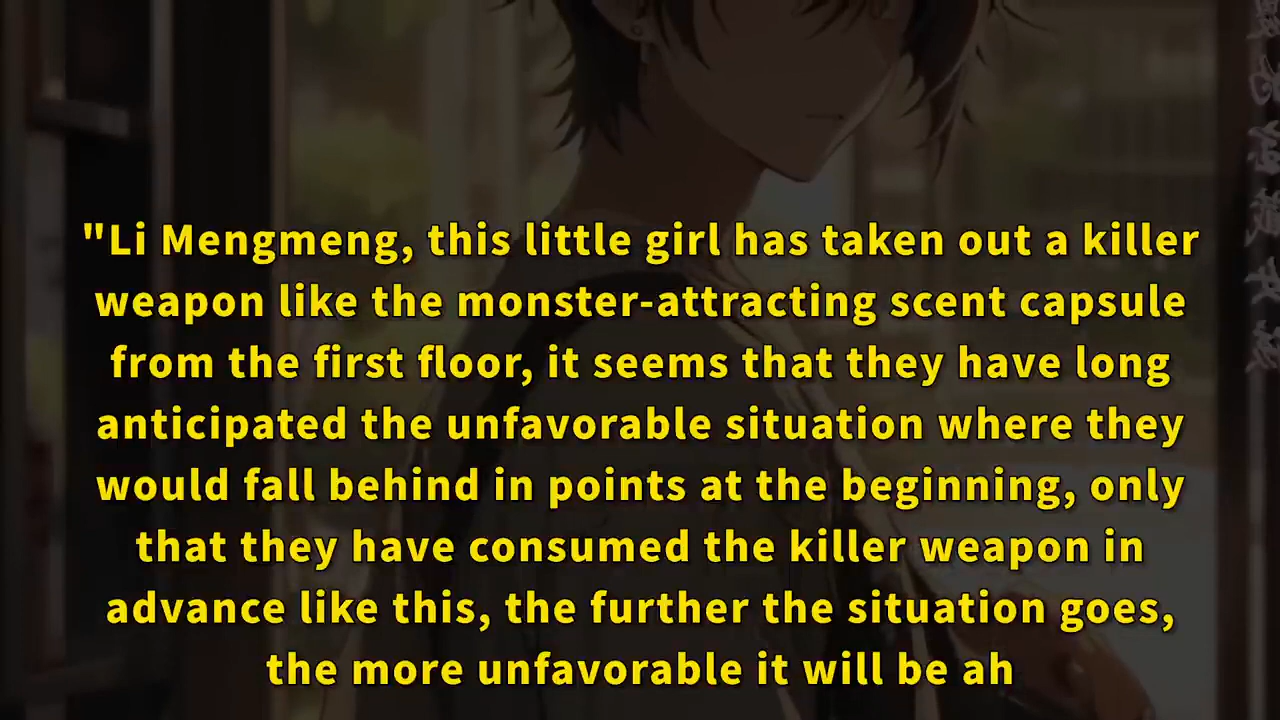 "Li Mengmeng, this little girl has taken out a killer
weapon like the monster-attracting scent capsule
from the first floor, it seems that they have long
anticipated the unfavorable situation where they
would fall behind in points at the beginning, only
that they have consumed the killer weapon in
advance like this, the further the situation goes,
the more unfavorable it will be ah